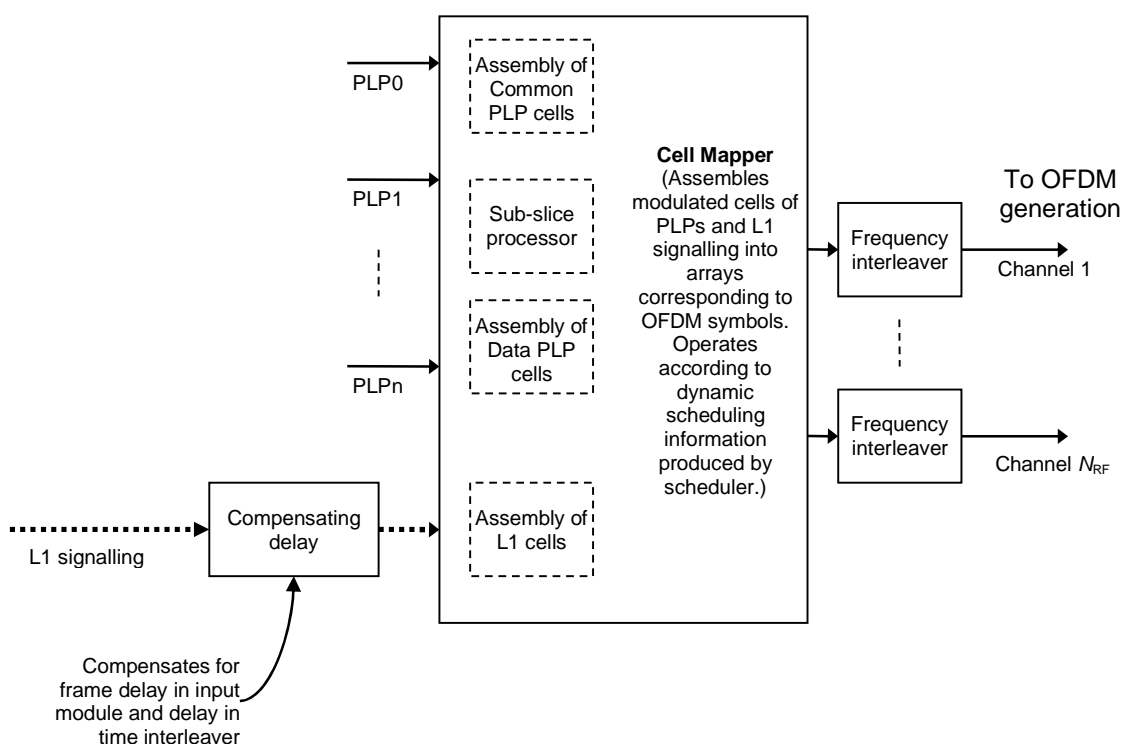 PLP0
PLP1
PLPn
L1 signalling
Compensating
delay
Compensates for
frame delay in input
module and delay in
time interleaver
Assembly of
Common
PLP cells
Sub-slice
processor
Assembly of
Data PLP
cells
Assembly of
L1 cells
Cell Mapper
(Assembles
modulated cells of
PLPs and L1
signalling into
arrays
corresponding to
OFDM symbols.
Operates
according to
dynamic
scheduling
information
produced by
scheduler.)
Frequency
interleaver
Frequency
interleaver
To OFDM
generation
Channel 1
Channel NRF